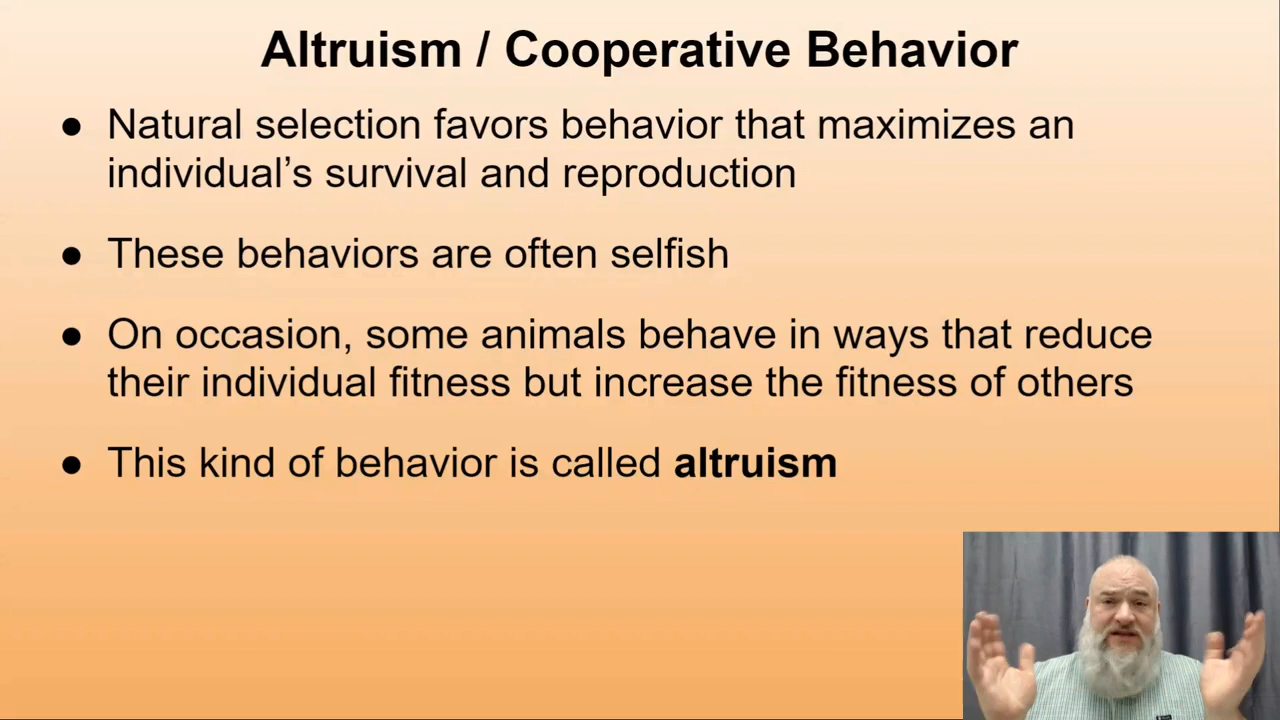 Altruism / Cooperative Behavior
● Natural selection favors behavior that maximizes an
individual’s survival and reproduction
● These behaviors are often selfish
● On occasion, some animals behave in ways that reduce
their individual fitness but increase the fitness of others
● This kind of behavior is called altruism